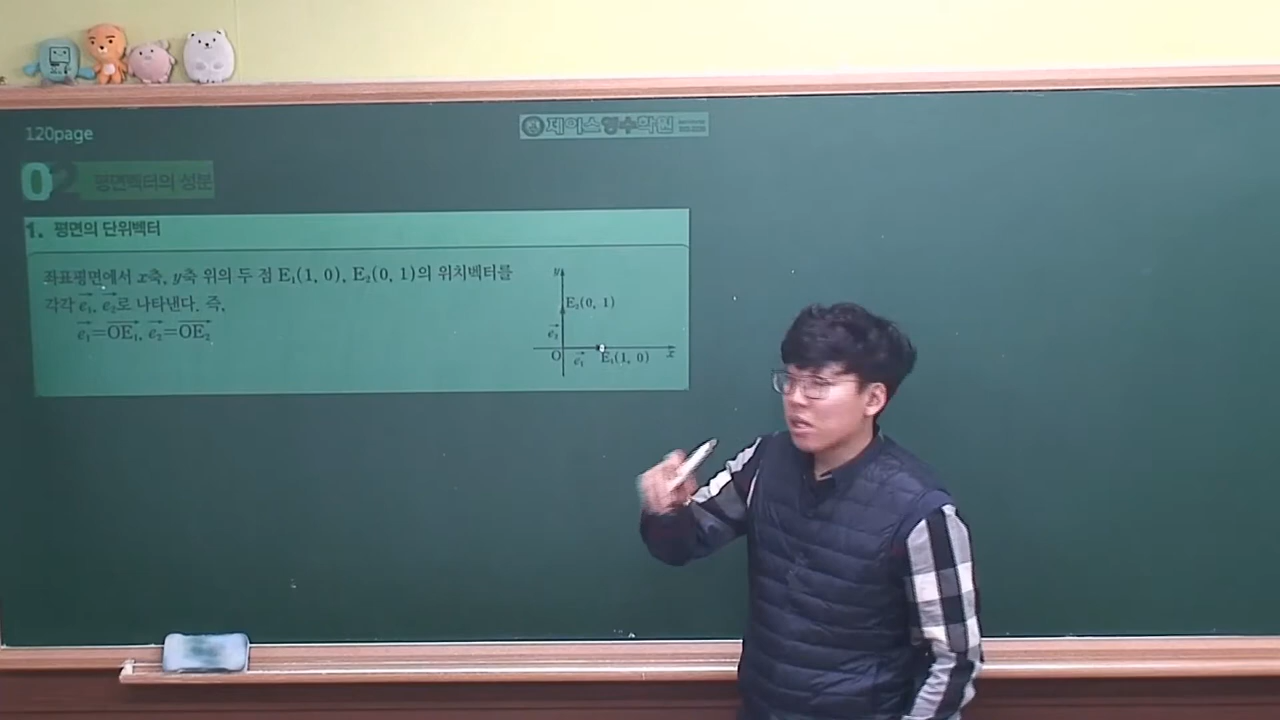 120page
제이스영수학원
02 평면벡터의 성분
1. 평면의 단위벡터
좌표평면에서 x축, y축 위의 두 점 E₁(1, 0), E₂(0, 1)의 위치벡터를
각각 e₁, e₂로 나타낸다. 즉,
e₁=OE₁, e₂=OE₂
y
E₂(0, 1)
e₂
O e₁ E₁(1, 0) x